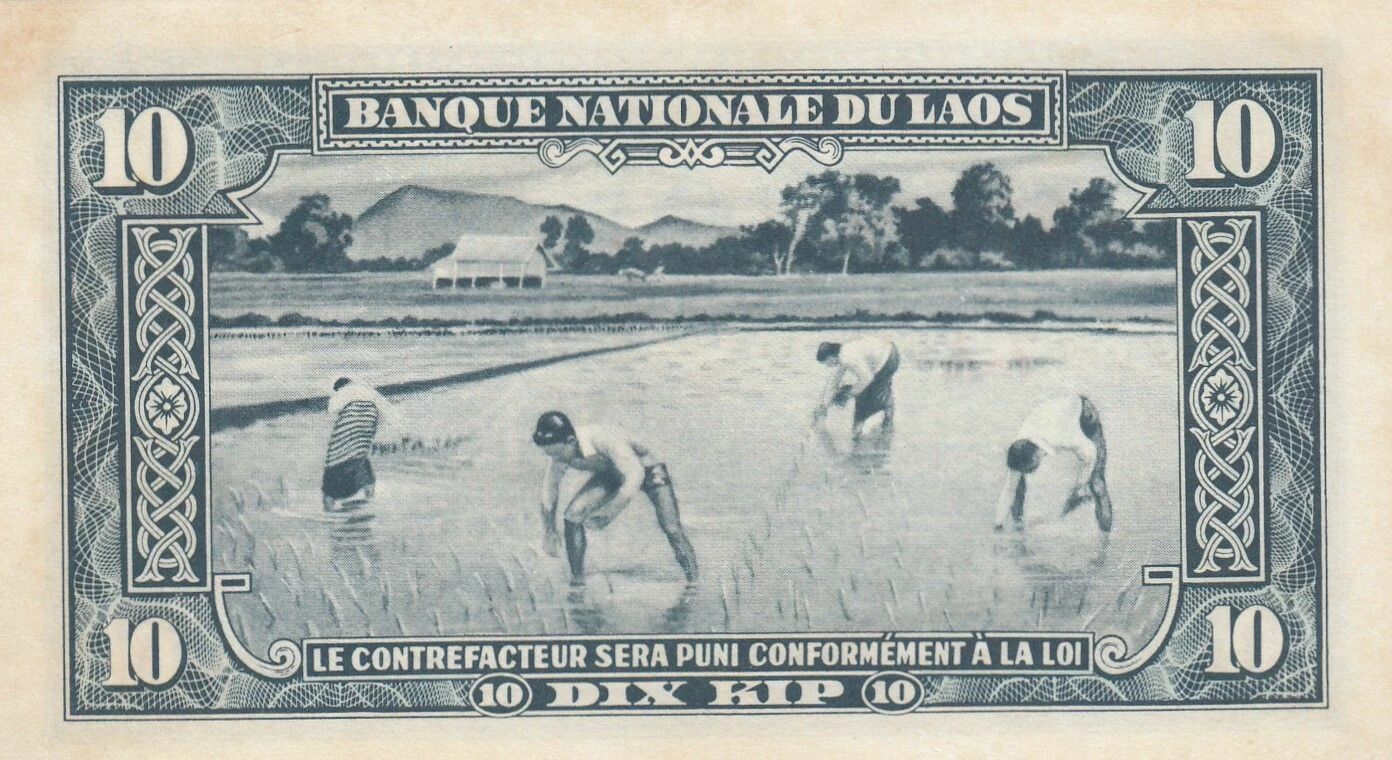 10 BANQUE NATIONALE DU LAOS 10
10 LE CONTREFACTEUR SERA PUNI CONFORMÉMENT À LA LOI 10
10 DIX KIP 10